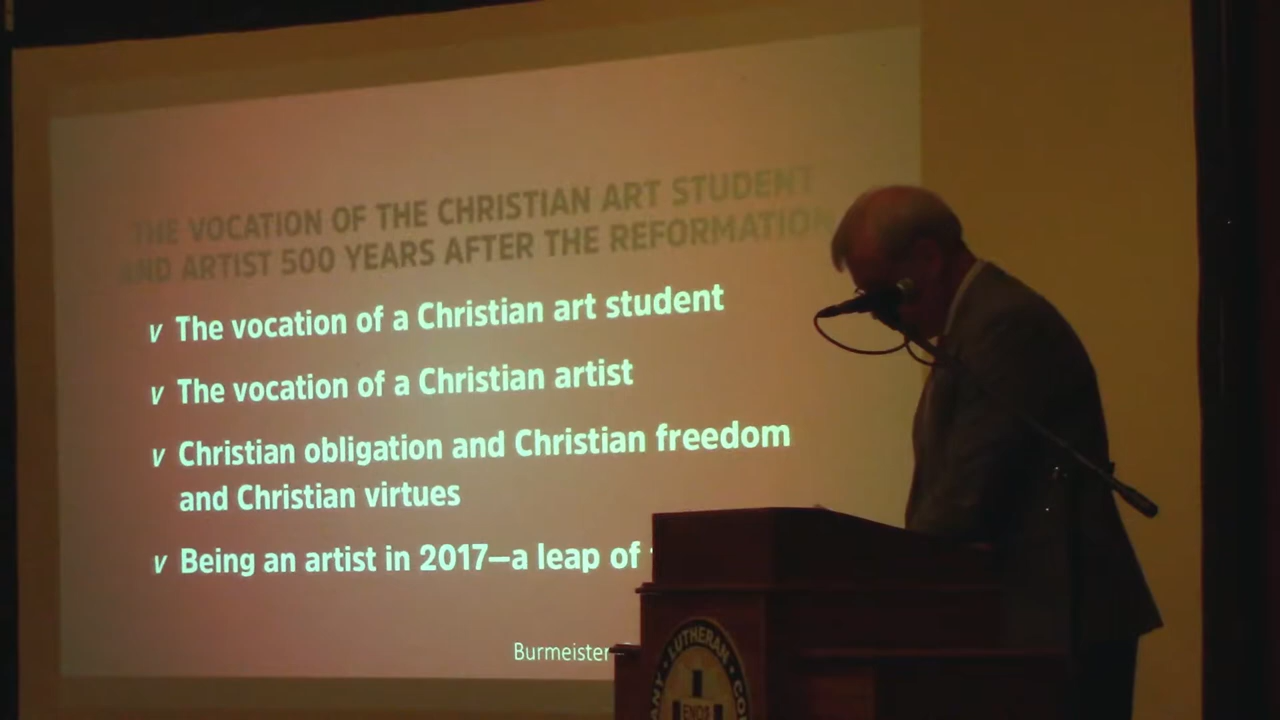 THE VOCATION OF THE CHRISTIAN ART STUDENT
AND ARTIST 500 YEARS AFTER THE REFORMATION
v The vocation of a Christian art student
v The vocation of a Christian artist
v Christian obligation and Christian freedom
and Christian virtues
v Being an artist in 2017—a leap of
Burmeister
LUTHERAN